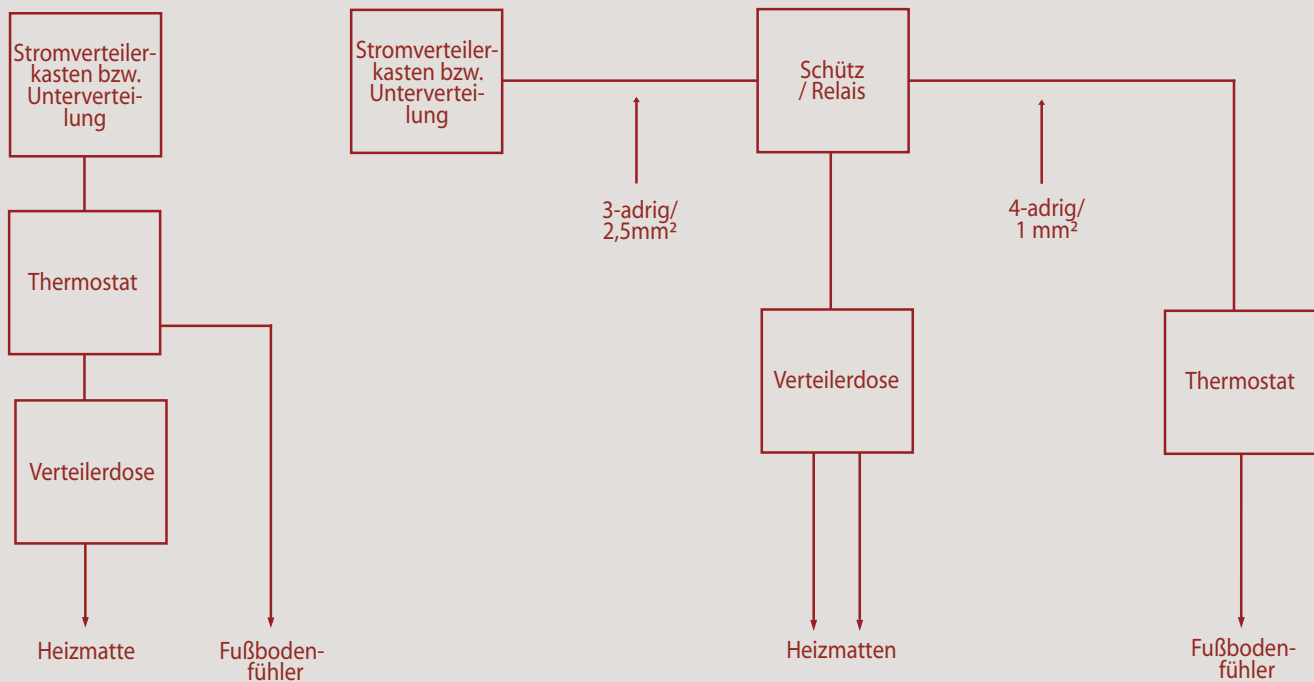 Stromverteiler-
kasten bzw.
Untervertei-
lung
Thermostat
Verteilerdose
Heizmatte
Fußboden-
fühler
Stromverteiler-
kasten bzw.
Untervertei-
lung
3-adrig/
2,5mm²
Schütz
/ Relais
4-adrig/
1 mm²
Verteilerdose
Heizmatten
Thermostat
Fußboden-
fühler